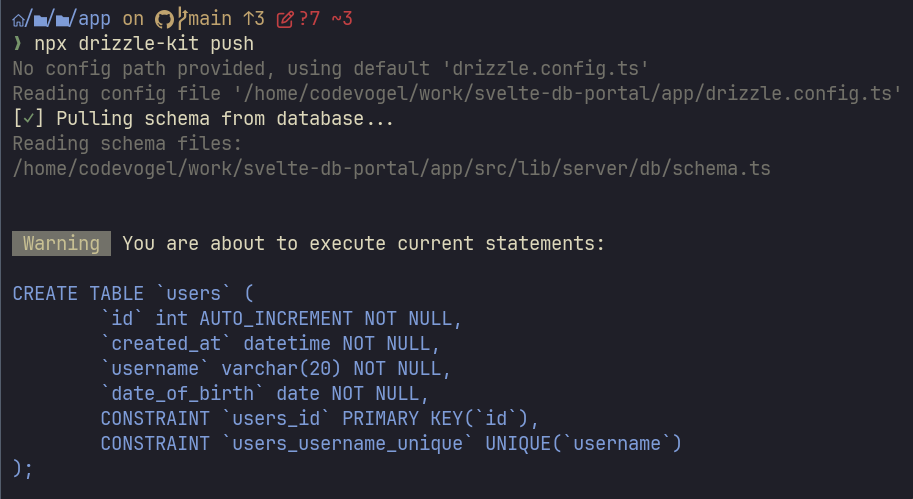 / / /app on main ↑3 ?7 ~3
❯ npx drizzle-kit push
No config path provided, using default 'drizzle.config.ts'
Reading config file '/home/codevogel/work/svelte-db-portal/app/drizzle.config.ts'
[✓] Pulling schema from database...
Reading schema files:
/home/codevogel/work/svelte-db-portal/app/src/lib/server/db/schema.ts
Warning You are about to execute current statements:
CREATE TABLE `users` (
`id` int AUTO_INCREMENT NOT NULL,
`created_at` datetime NOT NULL,
`username` varchar(20) NOT NULL,
`date_of_birth` date NOT NULL,
CONSTRAINT `users_id` PRIMARY KEY(`id`),
CONSTRAINT `users_username_unique` UNIQUE(`username`)
);